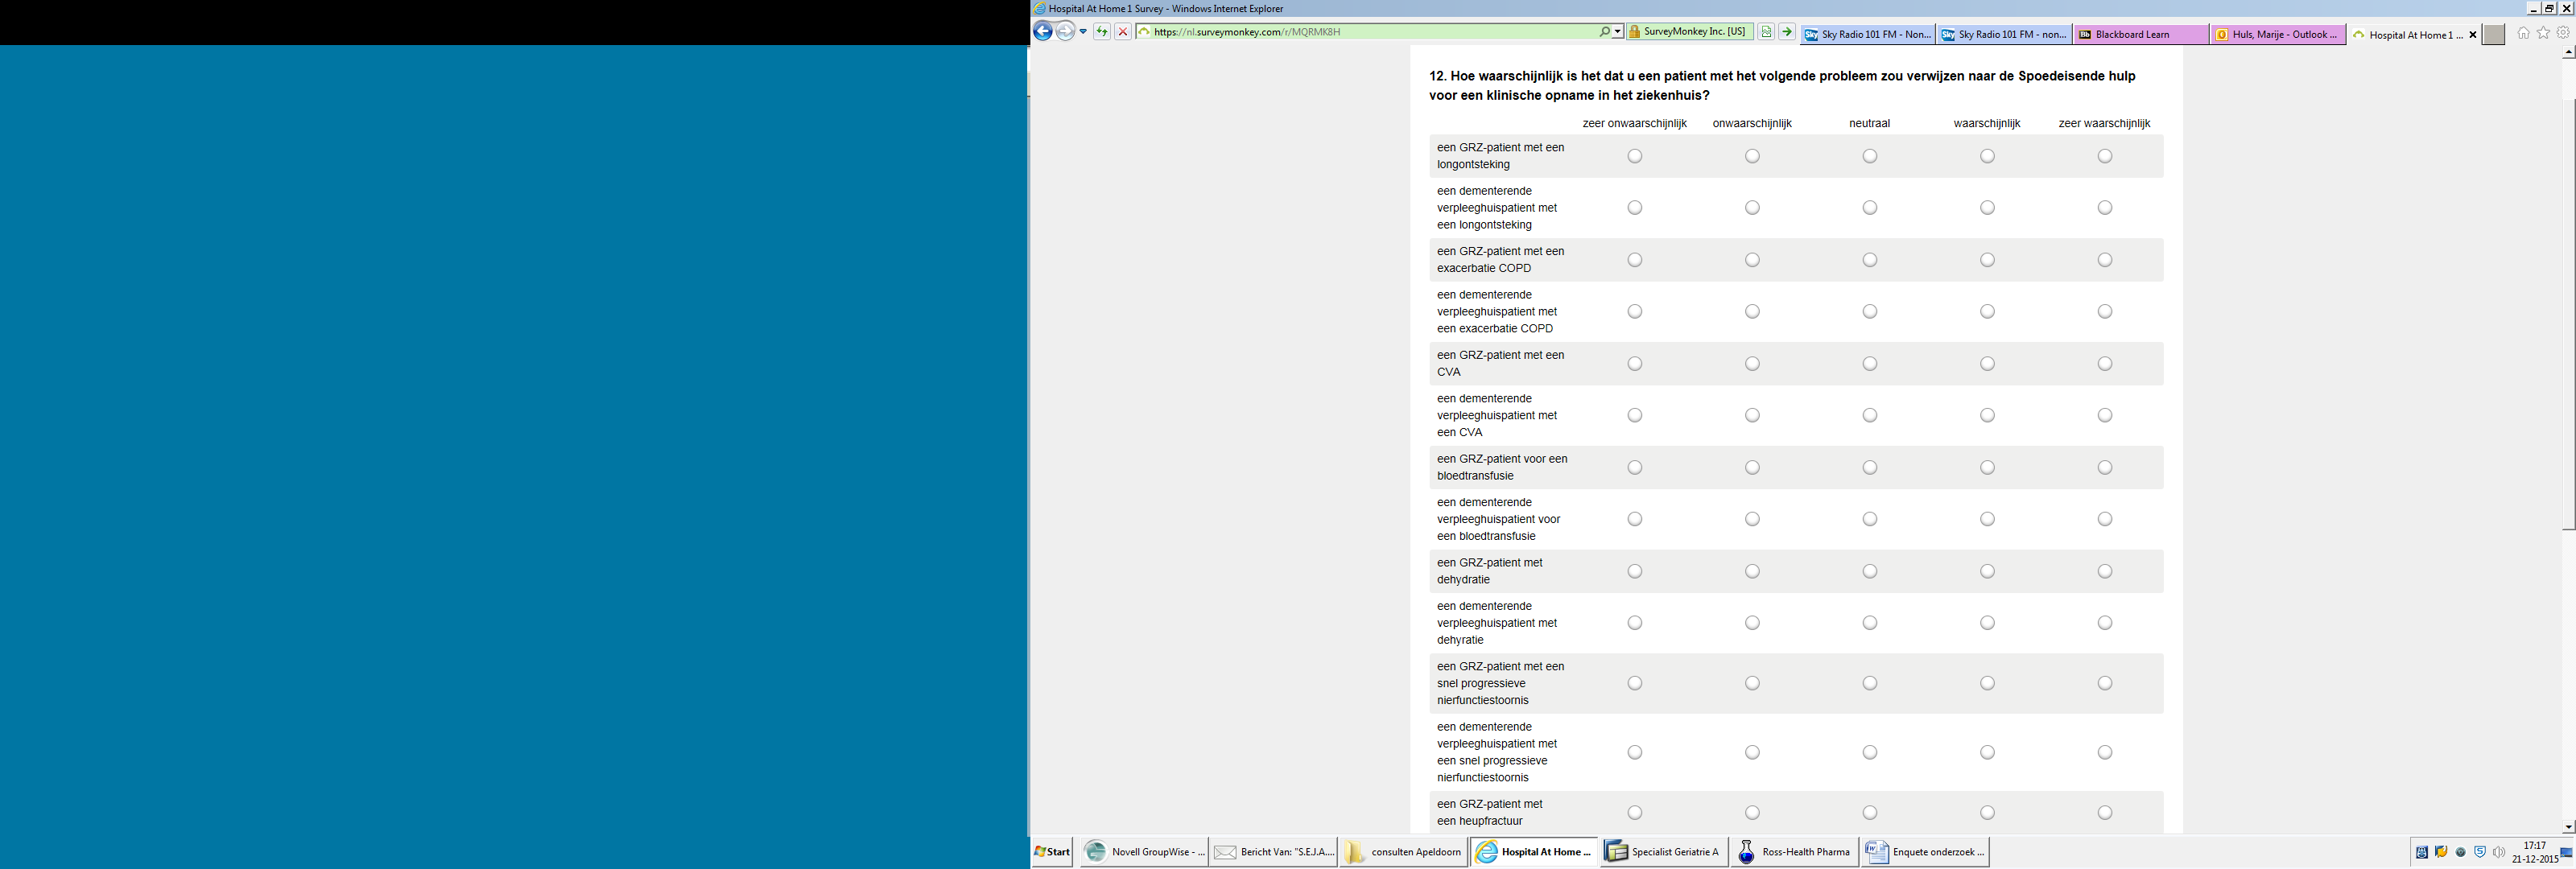 Hospital At Home 1 Survey - Windows Internet Explorer
https://nl.surveymonkey.com/r/MQRMK8H
SurveyMonkey Inc. [US]
Sky Radio 101 FM - Non...
Sky Radio 101 FM - non...
Blackboard Learn
Huls, Marije - Outlook ...
Hospital At Home 1 ...
12. Hoe waarschijnlijk is het dat u een patient met het volgende probleem zou verwijzen naar de Spoedeisende hulp
voor een klinische opname in het ziekenhuis?
zeer onwaarschijnlijk onwaarschijnlijk neutraal waarschijnlijk zeer waarschijnlijk
een GRZ-patient met een
longontsteking
een dementerende
verpleeghuispatient met
een longontsteking
een GRZ-patient met een
exacerbatie COPD
een dementerende
verpleeghuispatient met
een exacerbatie COPD
een GRZ-patient met een
CVA
een dementerende
verpleeghuispatient met
een CVA
een GRZ-patient voor een
bloedtransfusie
een dementerende
verpleeghuispatient voor
een bloedtransfusie
een GRZ-patient met
dehydratie
een dementerende
verpleeghuispatient met
dehyratie
een GRZ-patient met een
snel progressieve
nierfunctiestoornis
een dementerende
verpleeghuispatient met
een snel progressieve
nierfunctiestoornis
een GRZ-patient met
een heupfractuur
Start
Novell GroupWise - ...
Bericht Van: "S.E.J.A....
consulten Apeldoorn
Hospital At Home ...
Specialist Geriatrie A
Ross-Health Pharma
Enquete onderzoek ...
17:17
21-12-2015